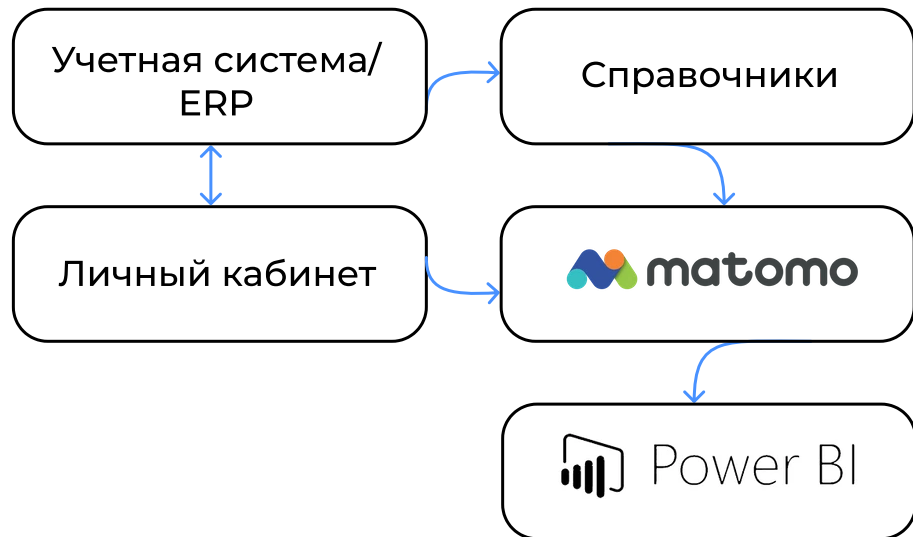 Учетная система/
ERP
Справочники
Личный кабинет
matomo
Power BI